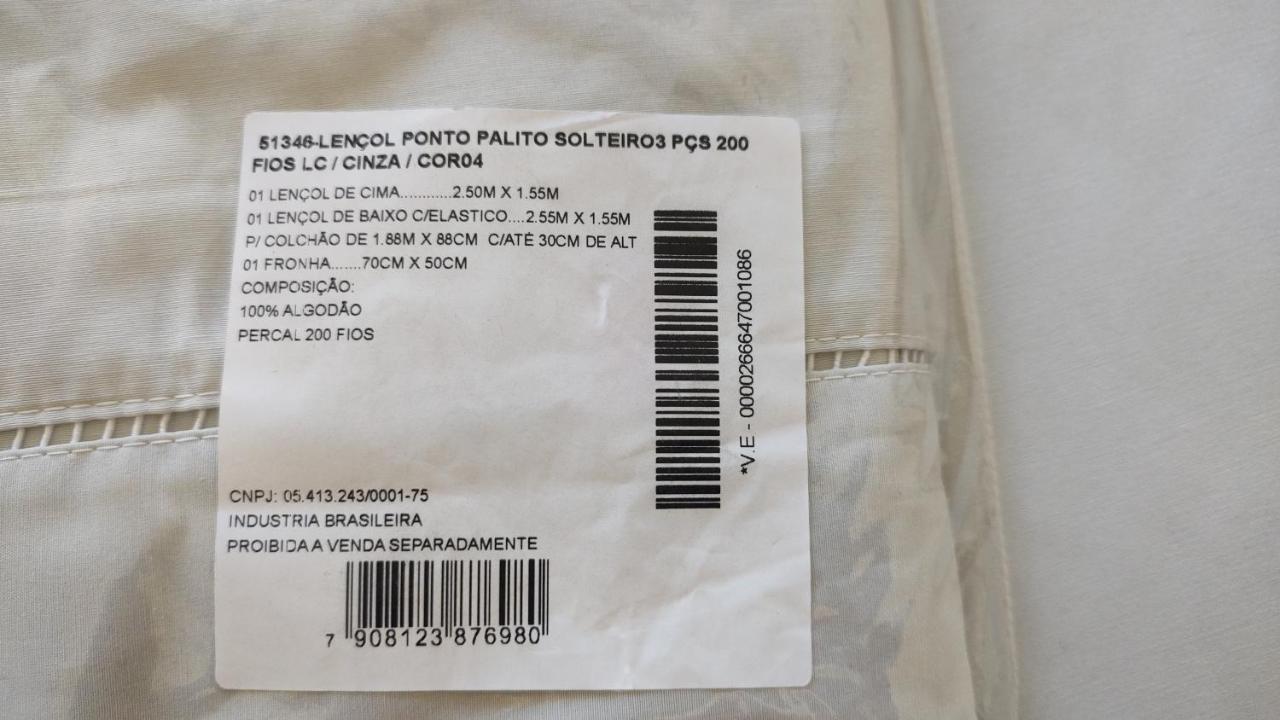 51346-LENÇOL PONTO PALITO SOLTEIRO3 PÇS 200
FIOS LC / CINZA / COR04
01 LENÇOL DE CIMA...........2.50M X 1.55M
01 LENÇOL DE BAIXO C/ELASTICO....2.55M X 1.55M
P/ COLCHÃO DE 1.88M X 88CM C/ATÉ 30CM DE ALT
01 FRONHA.......70CM X 50CM
COMPOSIÇÃO:
100% ALGODÃO
PERCAL 200 FIOS
*V.E - 0000266647001086
CNPJ: 05.413.243/0001-75
INDUSTRIA BRASILEIRA
PROIBIDA A VENDA SEPARADAMENTE
7 908123 876980